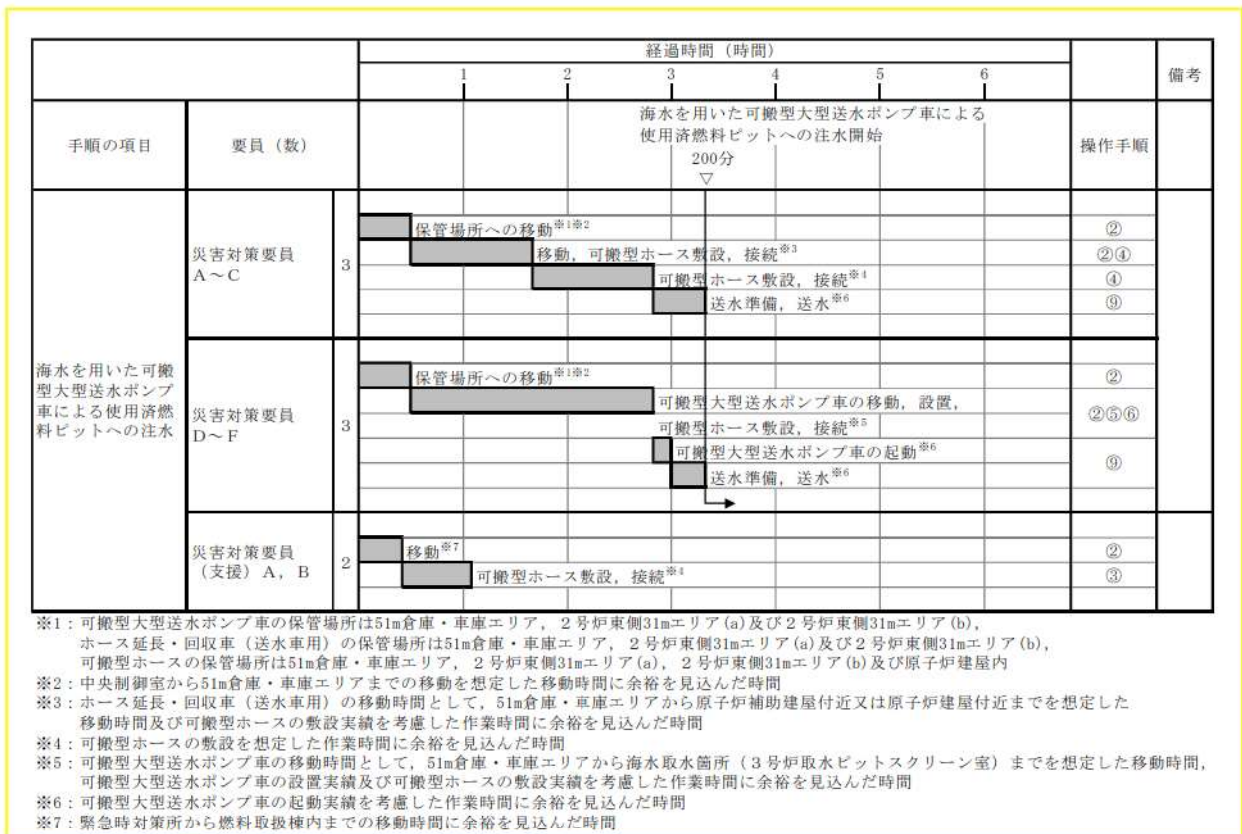 経過時間（時間）
1 2 3 4 5 6
備考
手順の項目
要員（数）
海水を用いた可搬型大型送水ポンプ車による
使用済燃料ピットへの注水開始
200分
▽
操作手順
海水を用いた可搬
型大型送水ポンプ
車による使用済燃
料ピットへの注水
災害対策要員
A～C
3
保管場所への移動※1※2
②
移動，可搬型ホース敷設，接続※3
②④
可搬型ホース敷設，接続※4
④
送水準備，送水※6
⑨
災害対策要員
D～F
3
保管場所への移動※1※2
②
可搬型大型送水ポンプ車の移動，設置，
可搬型ホース敷設，接続※5
②⑤⑥
可搬型大型送水ポンプ車の起動※6
送水準備，送水※6
⑨
災害対策要員
（支援）A，B
2
移動※7
②
可搬型ホース敷設，接続※4
③
※1：可搬型大型送水ポンプ車の保管場所は51m倉庫・車庫エリア，２号炉東側31mエリア(a)及び２号炉東側31mエリア(b)，
ホース延長・回収車（送水車用）の保管場所は51m倉庫・車庫エリア，２号炉東側31mエリア(a)及び２号炉東側31mエリア(b)，
可搬型ホースの保管場所は51m倉庫・車庫エリア，２号炉東側31mエリア(a)，２号炉東側31mエリア(b)及び原子炉建屋内
※2：中央制御室から51m倉庫・車庫エリアまでの移動を想定した移動時間に余裕を見込んだ時間
※3：ホース延長・回収車（送水車用）の移動時間として，51m倉庫・車庫エリアから原子炉補助建屋付近又は原子炉建屋付近までを想定した
移動時間及び可搬型ホースの敷設実績を考慮した作業時間に余裕を見込んだ時間
※4：可搬型ホースの敷設を想定した作業時間に余裕を見込んだ時間
※5：可搬型大型送水ポンプ車の移動時間として，51m倉庫・車庫エリアから海水取水箇所（３号炉取水ピットスクリーン室）までを想定した移動時間，
可搬型大型送水ポンプ車の設置実績及び可搬型ホースの敷設実績を考慮した作業時間に余裕を見込んだ時間
※6：可搬型大型送水ポンプ車の起動実績を考慮した作業時間に余裕を見込んだ時間
※7：緊急時対策所から燃料取扱棟内までの移動時間に余裕を見込んだ時間